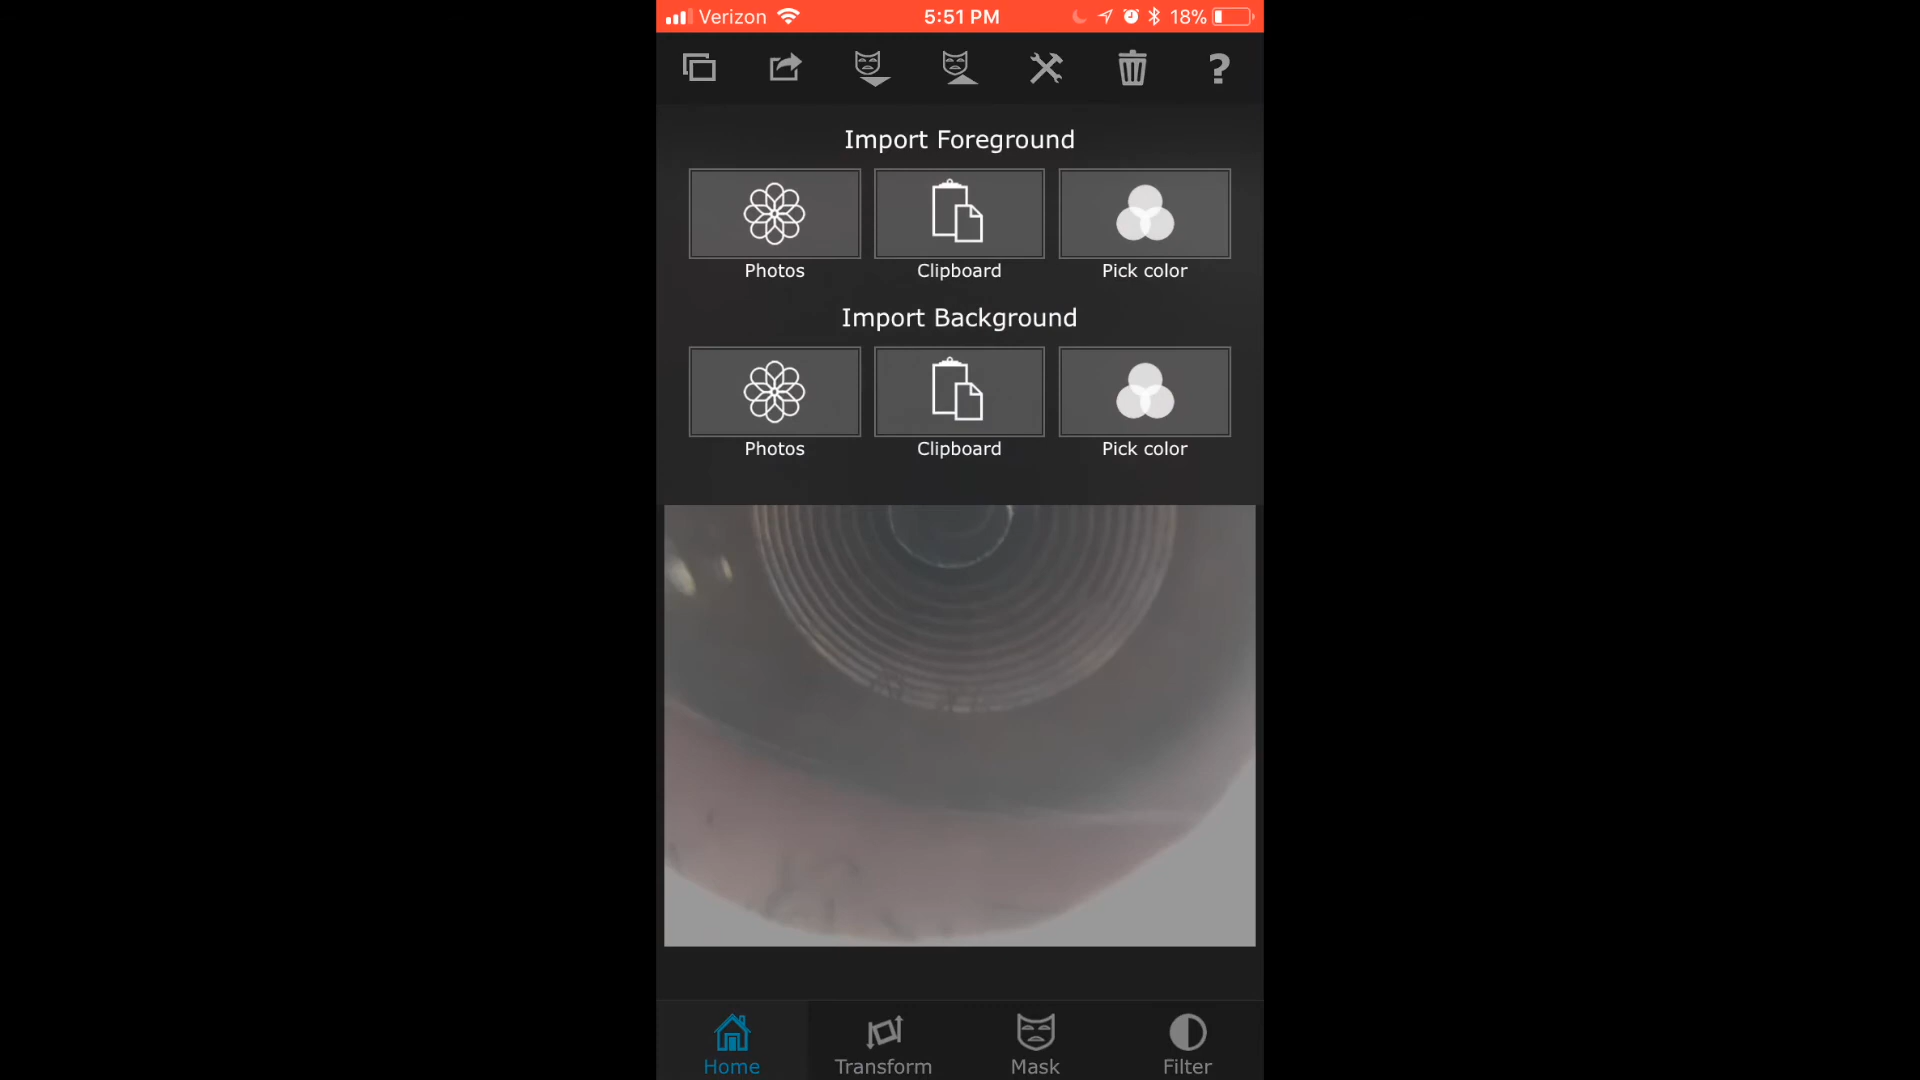 Verizon 5:51 PM 18%
?
Import Foreground
Photos Clipboard Pick color
Import Background
Photos Clipboard Pick color
Home Transform Mask Filter